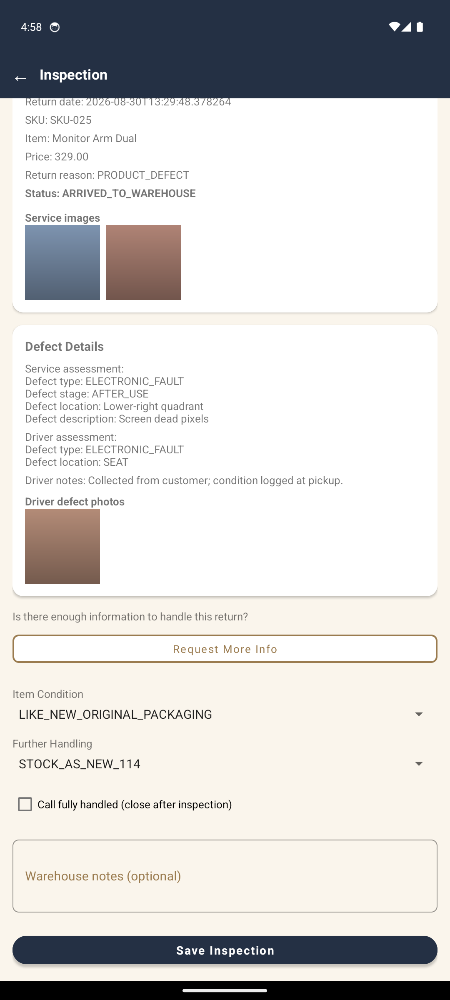 4:58
← Inspection
Return date: 2026-08-30T13:29:48.378264
SKU: SKU-025
Item: Monitor Arm Dual
Price: 329.00
Return reason: PRODUCT_DEFECT
Status: ARRIVED_TO_WAREHOUSE
Service images
Defect Details
Service assessment:
Defect type: ELECTRONIC_FAULT
Defect stage: AFTER_USE
Defect location: Lower-right quadrant
Defect description: Screen dead pixels
Driver assessment:
Defect type: ELECTRONIC_FAULT
Defect location: SEAT
Driver notes: Collected from customer; condition logged at pickup.
Driver defect photos
Is there enough information to handle this return?
Request More Info
Item Condition
LIKE_NEW_ORIGINAL_PACKAGING
Further Handling
STOCK_AS_NEW_114
Call fully handled (close after inspection)
Warehouse notes (optional)
Save Inspection